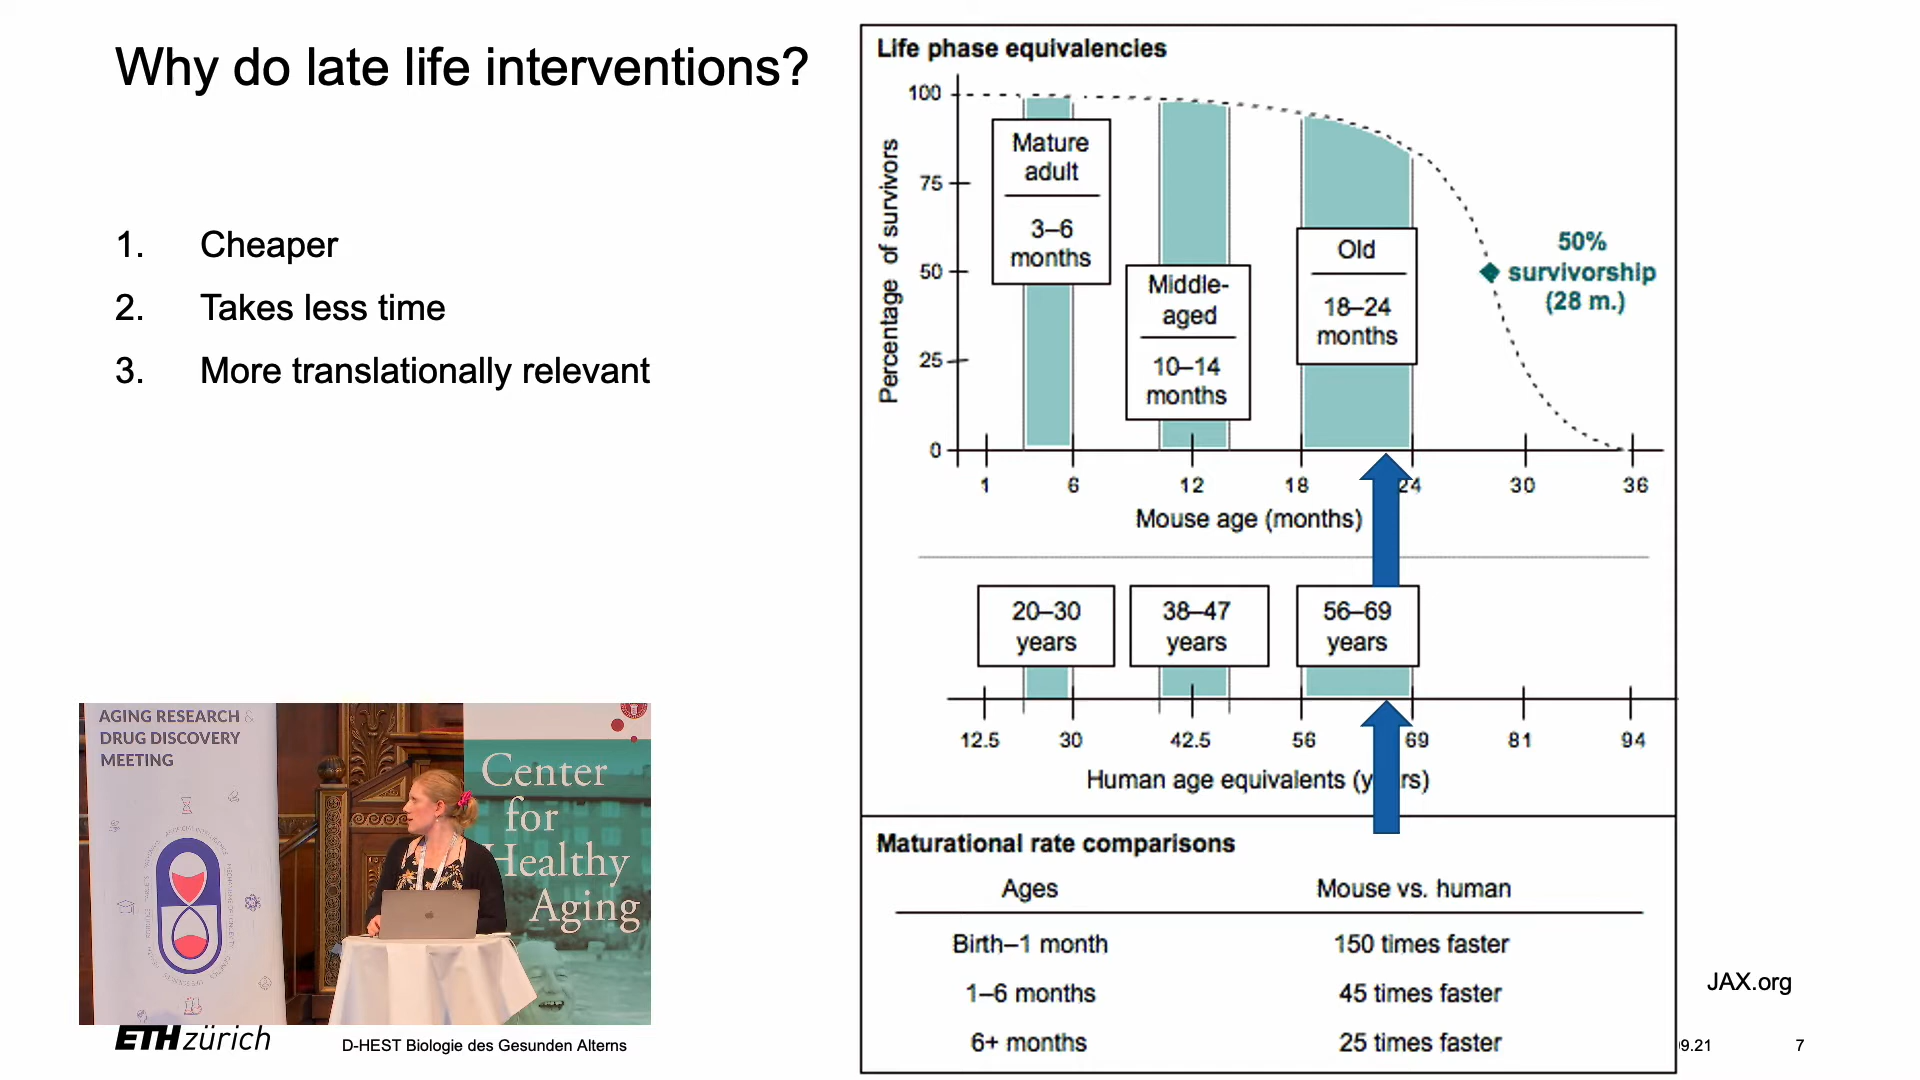 Why do late life interventions?
1. Cheaper
2. Takes less time
3. More translationally relevant
Life phase equivalencies
Percentage of survivors
100
75
50
25
0
Mature
adult
3–6
months
Middle-
aged
10–14
months
Old
18–24
months
50%
survivorship
(28 m.)
1 6 12 18 24 30 36
Mouse age (months)
20–30
years
38–47
years
56–69
years
12.5 30 42.5 56 69 81 94
Human age equivalents (y rs)
Maturational rate comparisons
Ages Mouse vs. human
Birth–1 month 150 times faster
1–6 months 45 times faster
6+ months 25 times faster
JAX.org
AGING RESEARCH &
DRUG DISCOVERY
MEETING
Center
for
Healthy
Aging
ETH zürich
D-HEST Biologie des Gesunden Alterns
09.21
7